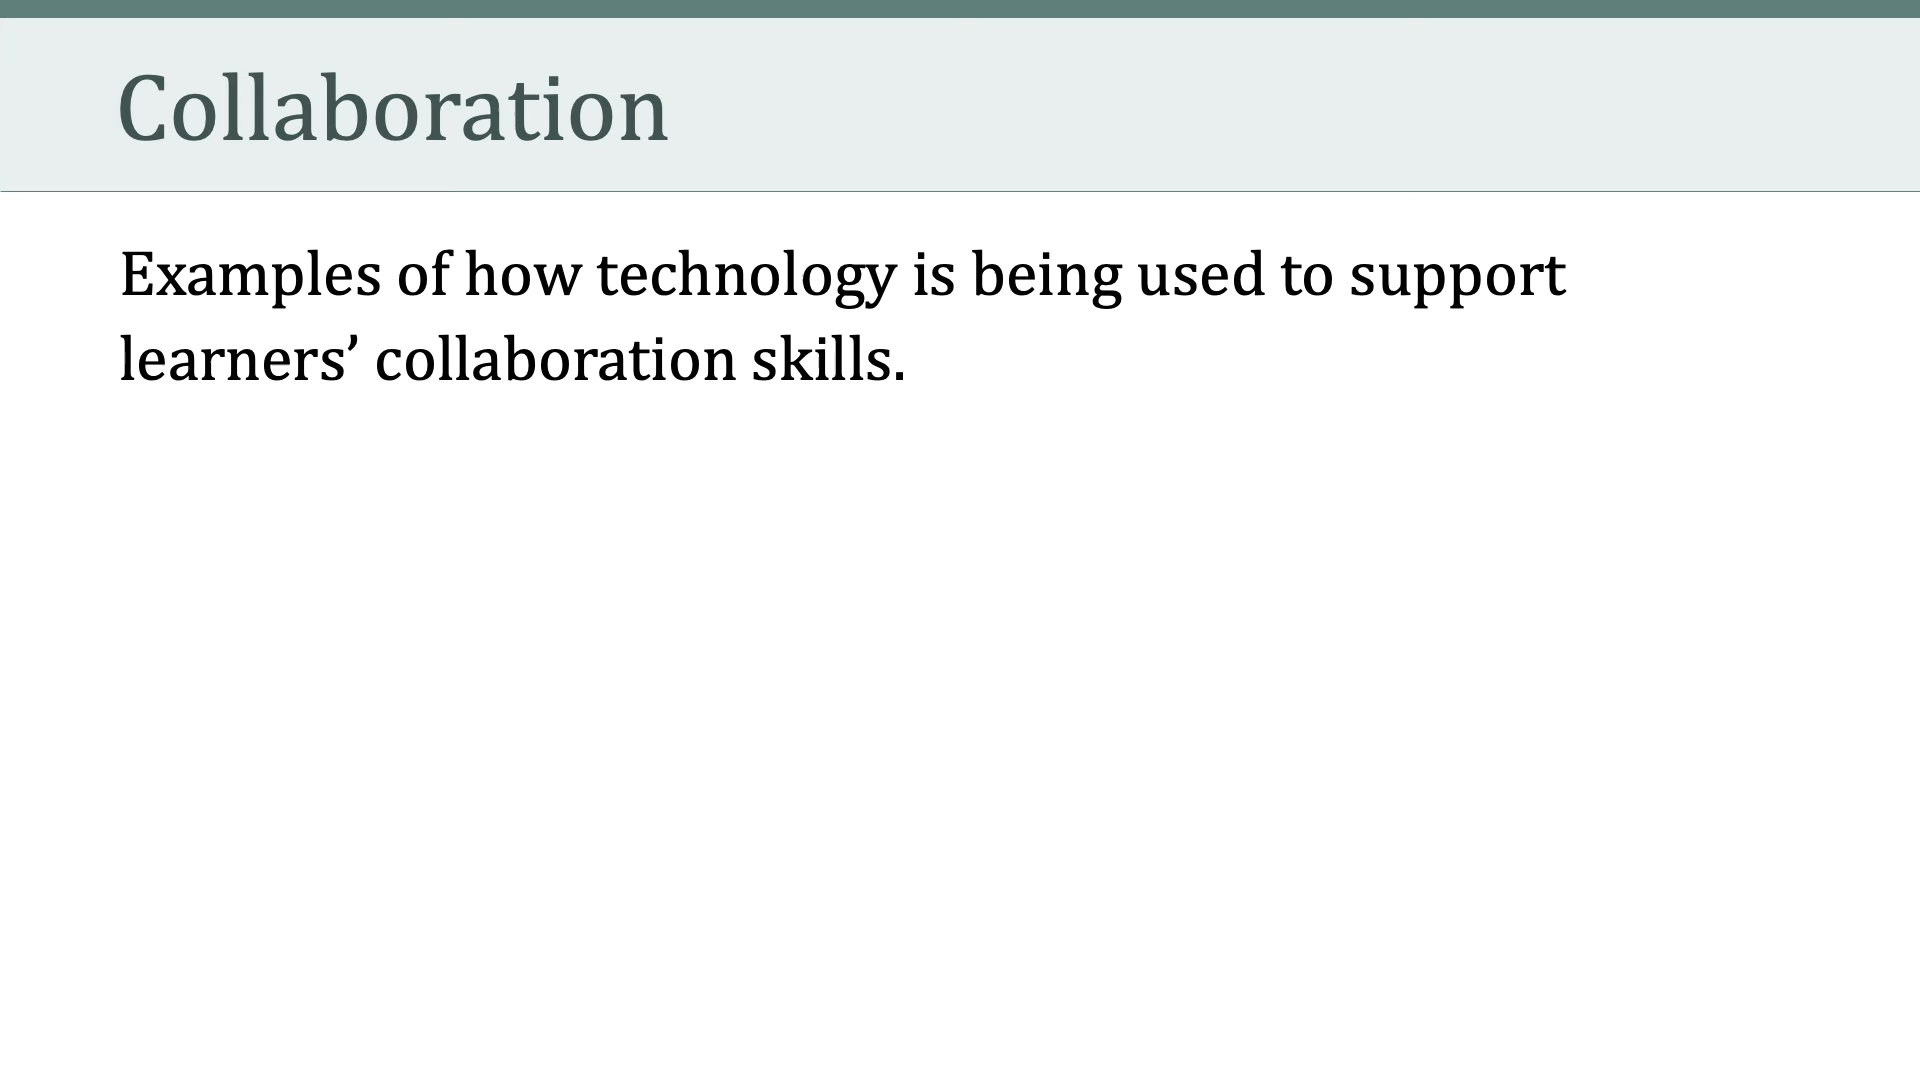 Collaboration
Examples of how technology is being used to support
learners’ collaboration skills.